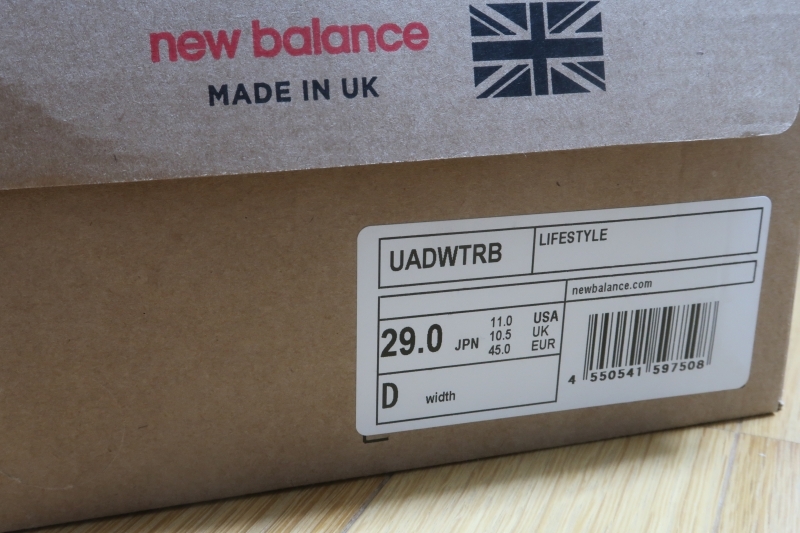 new balance
MADE IN UK
UADWTRB
LIFESTYLE
newbalance.com
29.0 JPN
11.0 USA
10.5 UK
45.0 EUR
D width
4 550541 597508